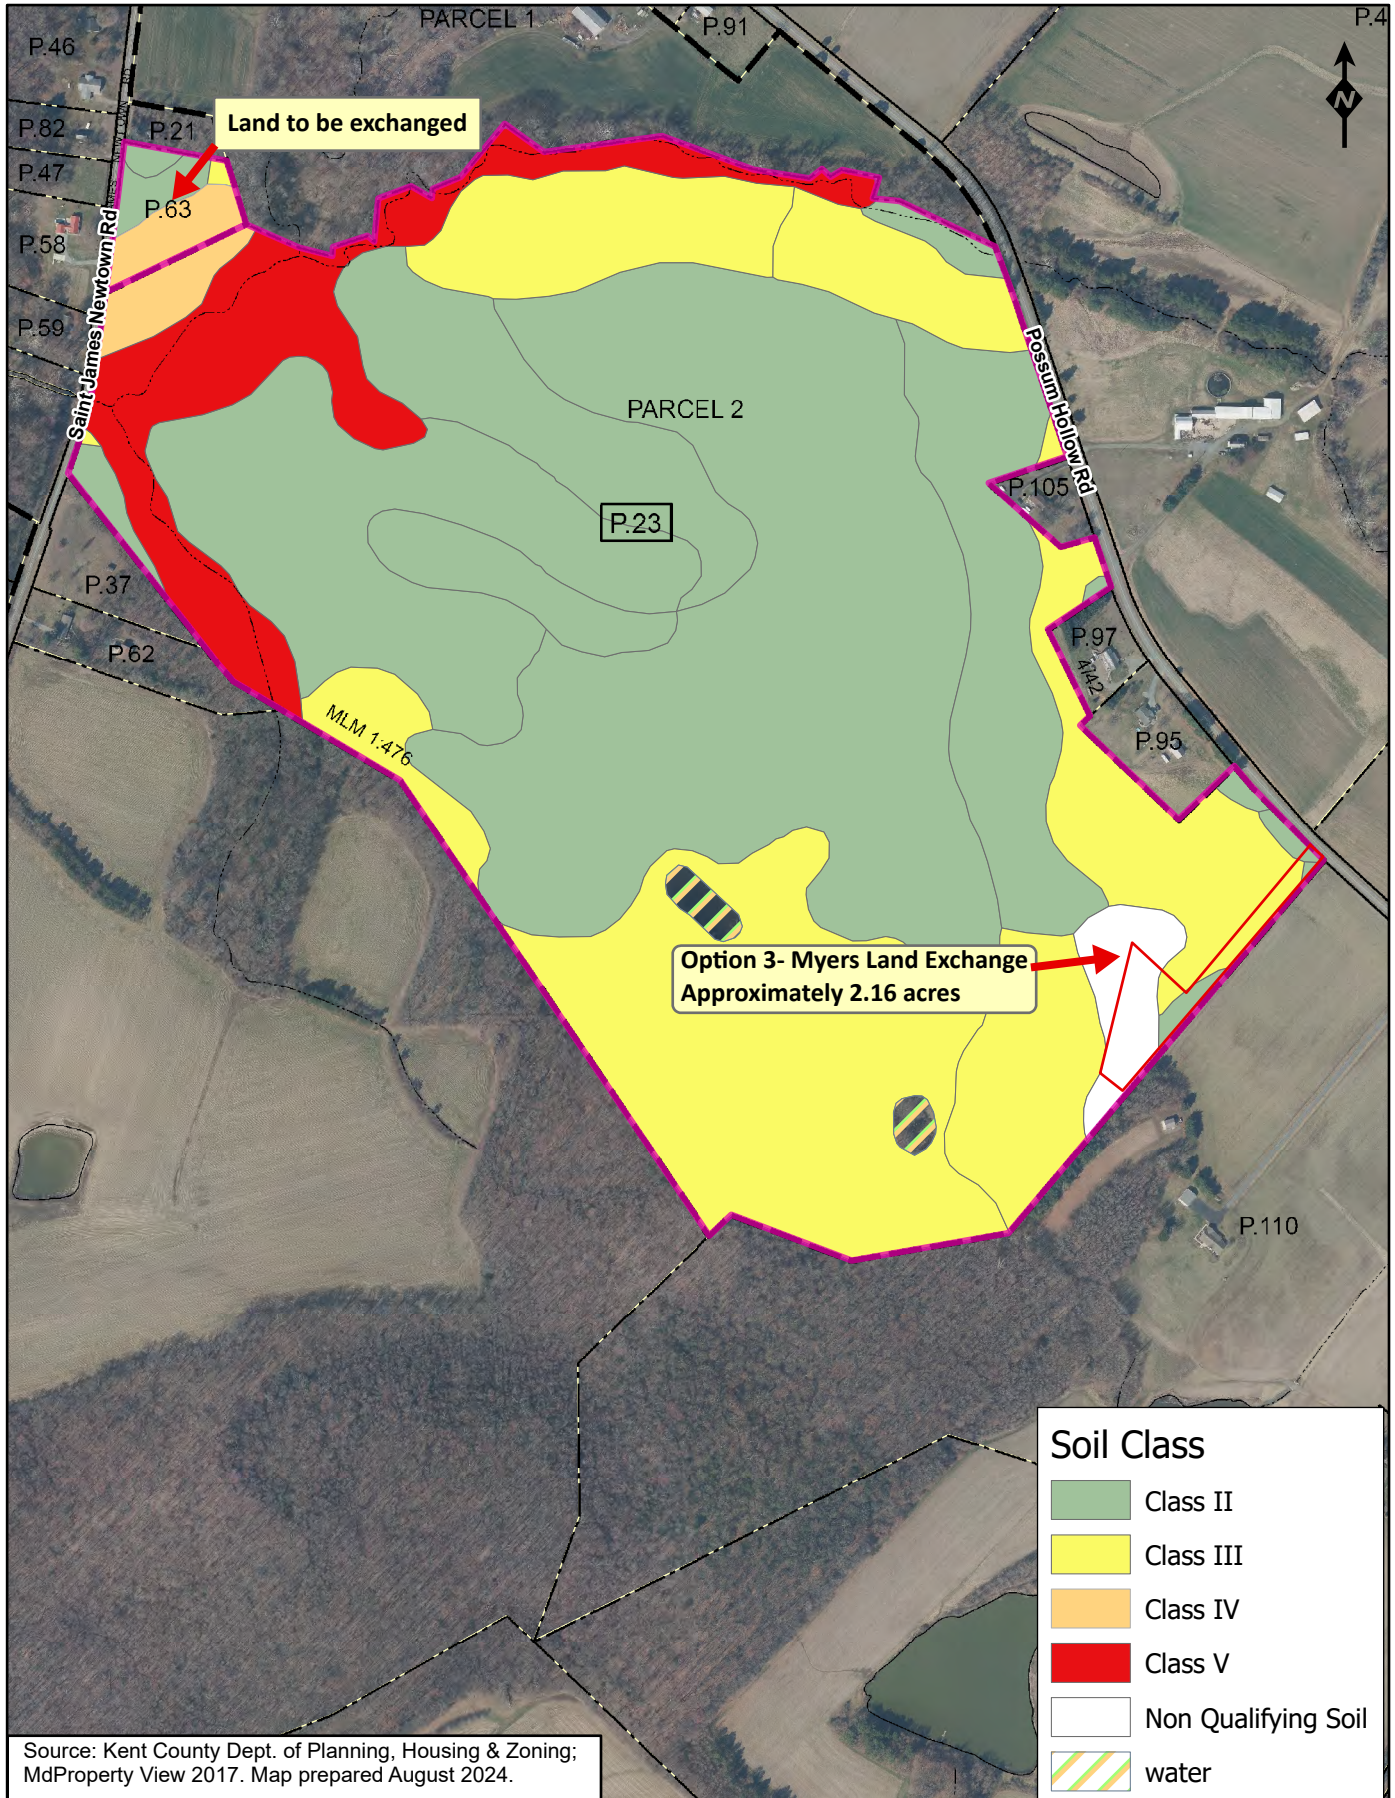 PARCEL 1
P.91
P.4
P.46
N
Land to be exchanged
P.82
P.21
P.47
P.63
P.58
Saint James Newtown Rd
P.59
Possum Hollow Rd
PARCEL 2
P.105
P.23
P.37
P.97
4742
P.62
MLM 1:476
P.95
Option 3- Myers Land Exchange
Approximately 2.16 acres
P.110
Soil Class
Class II
Class III
Class IV
Class V
Non Qualifying Soil
water
Source: Kent County Dept. of Planning, Housing & Zoning;
MdProperty View 2017. Map prepared August 2024.